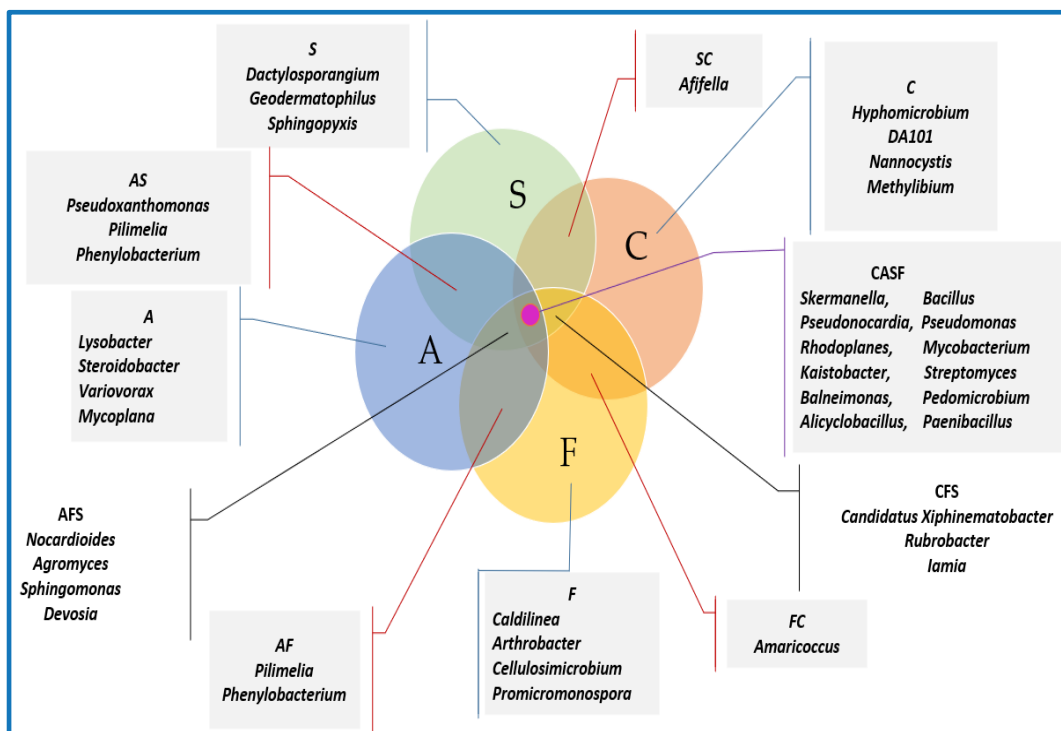 S
Dactylosporangium
Geodermatophilus
Sphingopyxis
SC
Afifella
C
Hyphomicrobium
DA101
Nannocystis
Methylibium
AS
Pseudoxanthomonas
Pilimelia
Phenylobacterium
A
Lysobacter
Steroidobacter
Variovorax
Mycoplana
S
C
A
F
CASF
Skermanella, Bacillus
Pseudonocardia, Pseudomonas
Rhodoplanes, Mycobacterium
Kaistobacter, Streptomyces
Balneimonas, Pedomicrobium
Alicyclobacillus, Paenibacillus
AFS
Nocardioides
Agromyces
Sphingomonas
Devosia
CFS
Candidatus Xiphinematobacter
Rubrobacter
Iamia
AF
Pilimelia
Phenylobacterium
F
Caldilinea
Arthrobacter
Cellulosimicrobium
Promicromonospora
FC
Amaricoccus